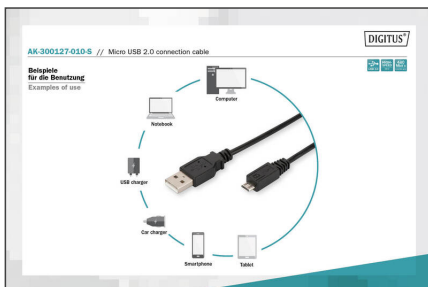 DIGITUS®
AK-300127-010-S // Micro USB 2.0 connection cable
Beispiele
für die Benutzung
Examples of use
Computer
Notebook
USB charger
Car charger
Smartphone
Tablet